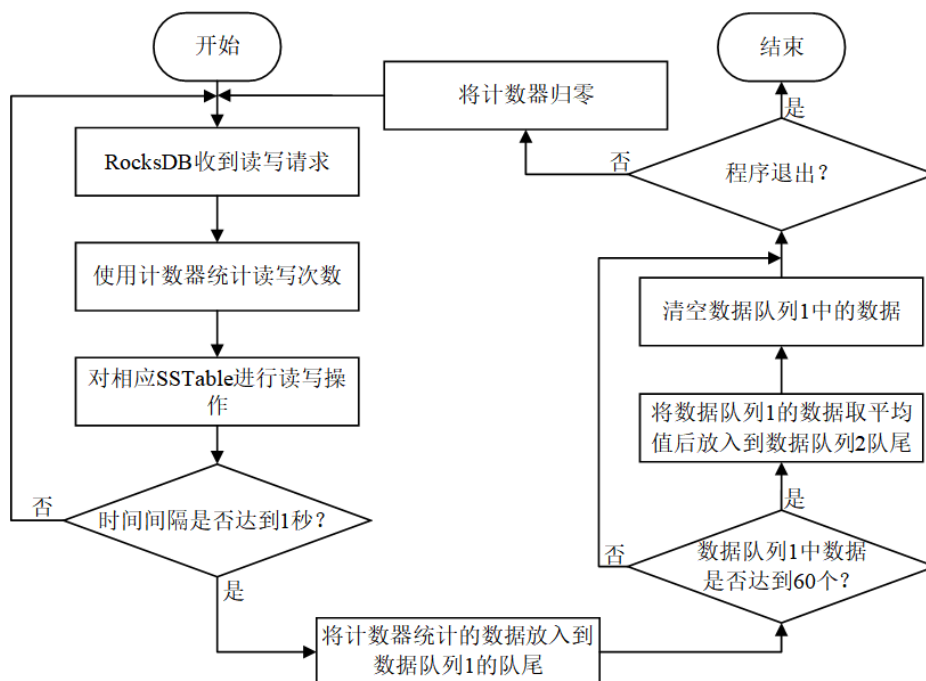 开始
RocksDB收到读写请求
使用计数器统计读写次数
对相应SSTable进行读写操
作
时间间隔是否达到1秒？
否
是
将计数器统计的数据放入到
数据队列1的队尾
数据队列1中数据
是否达到60个？
否
是
将数据队列1的数据取平均
值后放入到数据队列2队尾
清空数据队列1中的数据
程序退出？
否
是
将计数器归零
结束